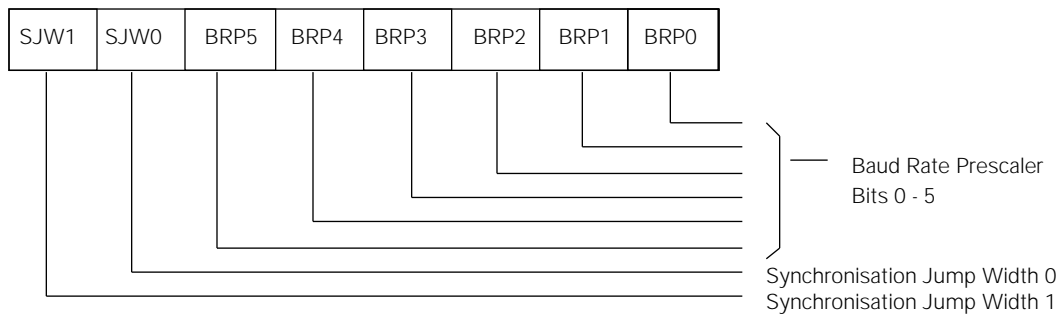 SJW1 SJW0 BRP5 BRP4 BRP3 BRP2 BRP1 BRP0
Baud Rate Prescaler
Bits 0 - 5
Synchronisation Jump Width 0
Synchronisation Jump Width 1